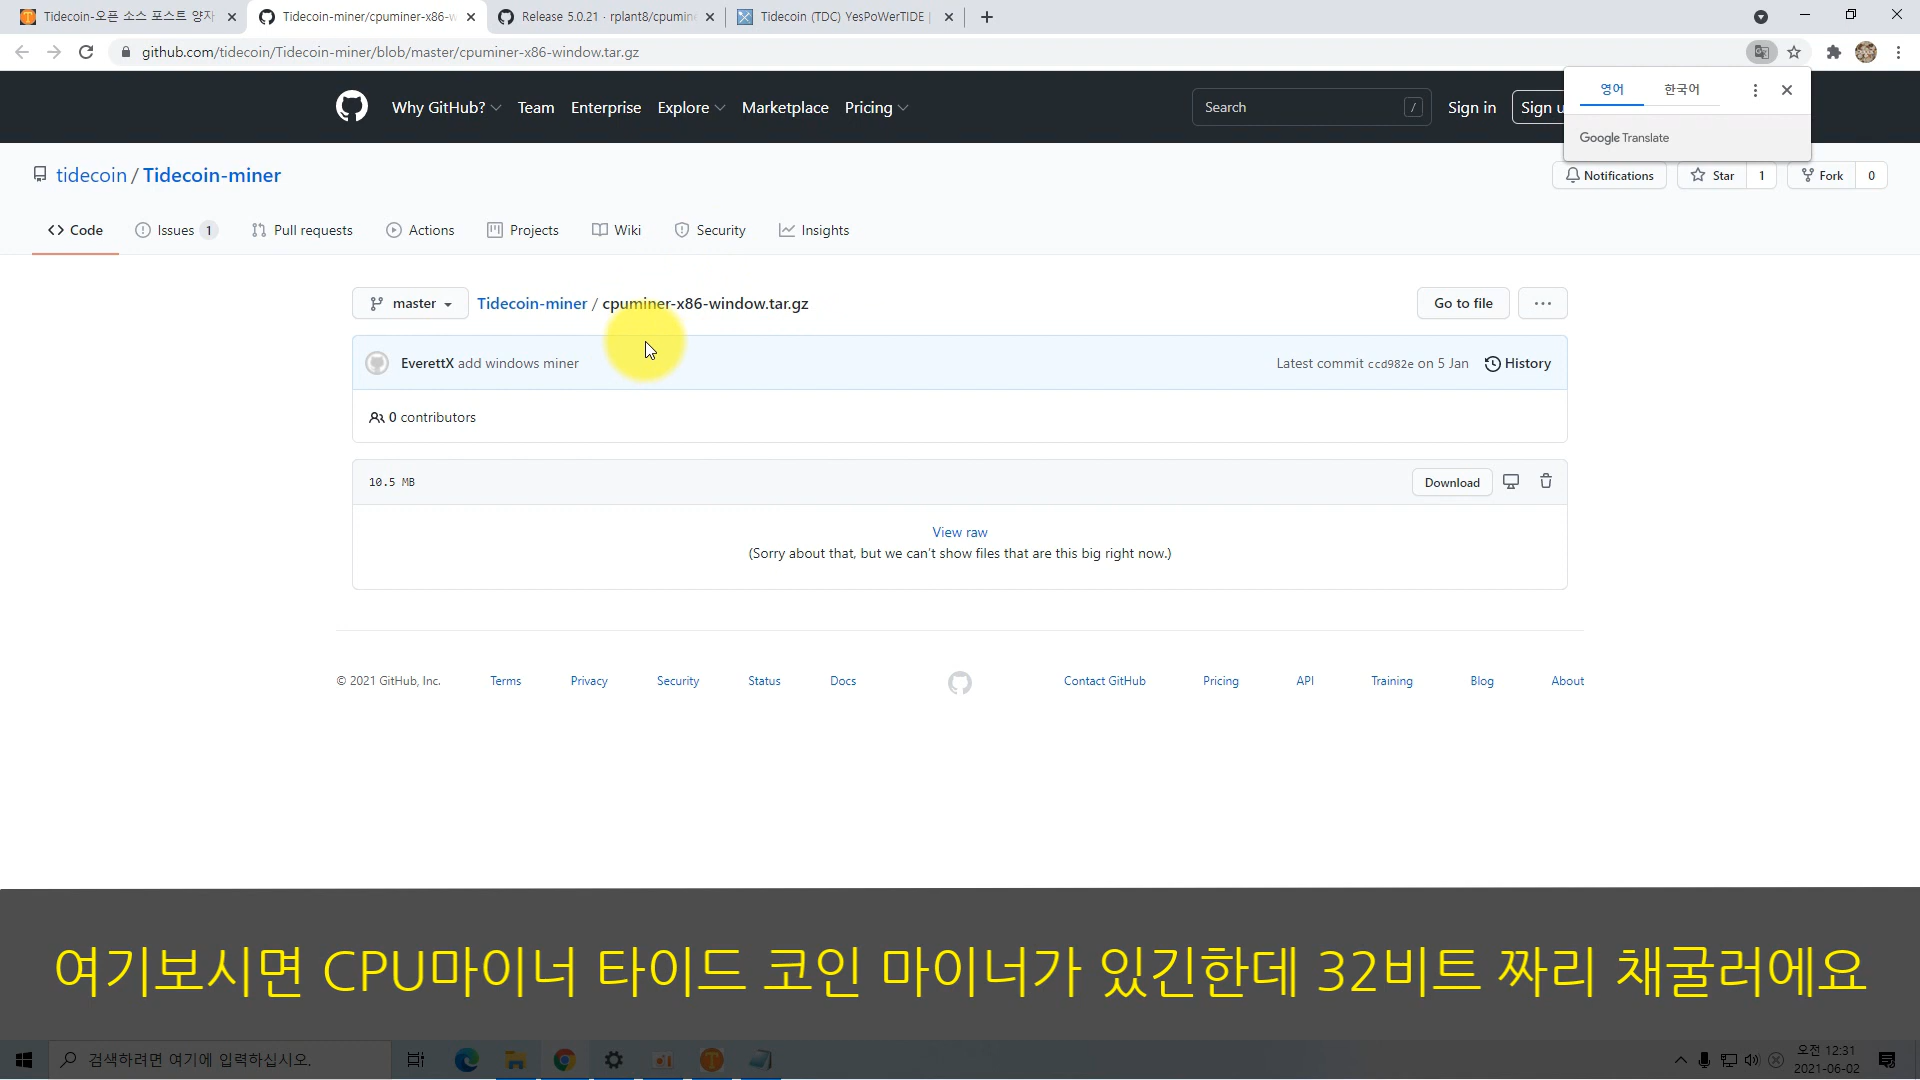 Tidecoin-오픈 소스 포스트 양자
Tidecoin-miner/cpuminer-x86-w
Release 5.0.21 · rplant8/cpumin
Tidecoin (TDC) YesPoWerTIDE |
github.com/tidecoin/Tidecoin-miner/blob/master/cpuminer-x86-window.tar.gz
영어 한국어
Google Translate
Why GitHub? Team Enterprise Explore Marketplace Pricing
Search /
Sign in Sign u
tidecoin / Tidecoin-miner
Notifications Star 1 Fork 0
Code Issues 1 Pull requests Actions Projects Wiki Security Insights
master Tidecoin-miner / cpuminer-x86-window.tar.gz Go to file ...
EverettX add windows miner Latest commit ccd982e on 5 Jan History
0 contributors
10.5 MB Download
View raw
(Sorry about that, but we can't show files that are this big right now.)
© 2021 GitHub, Inc. Terms Privacy Security Status Docs Contact GitHub Pricing API Training Blog About
여기보시면 CPU마이너 타이드 코인 마이너가 있긴한데 32비트 짜리 채굴러에요
검색하려면 여기에 입력하십시오.
오전 12:31
2021-06-02